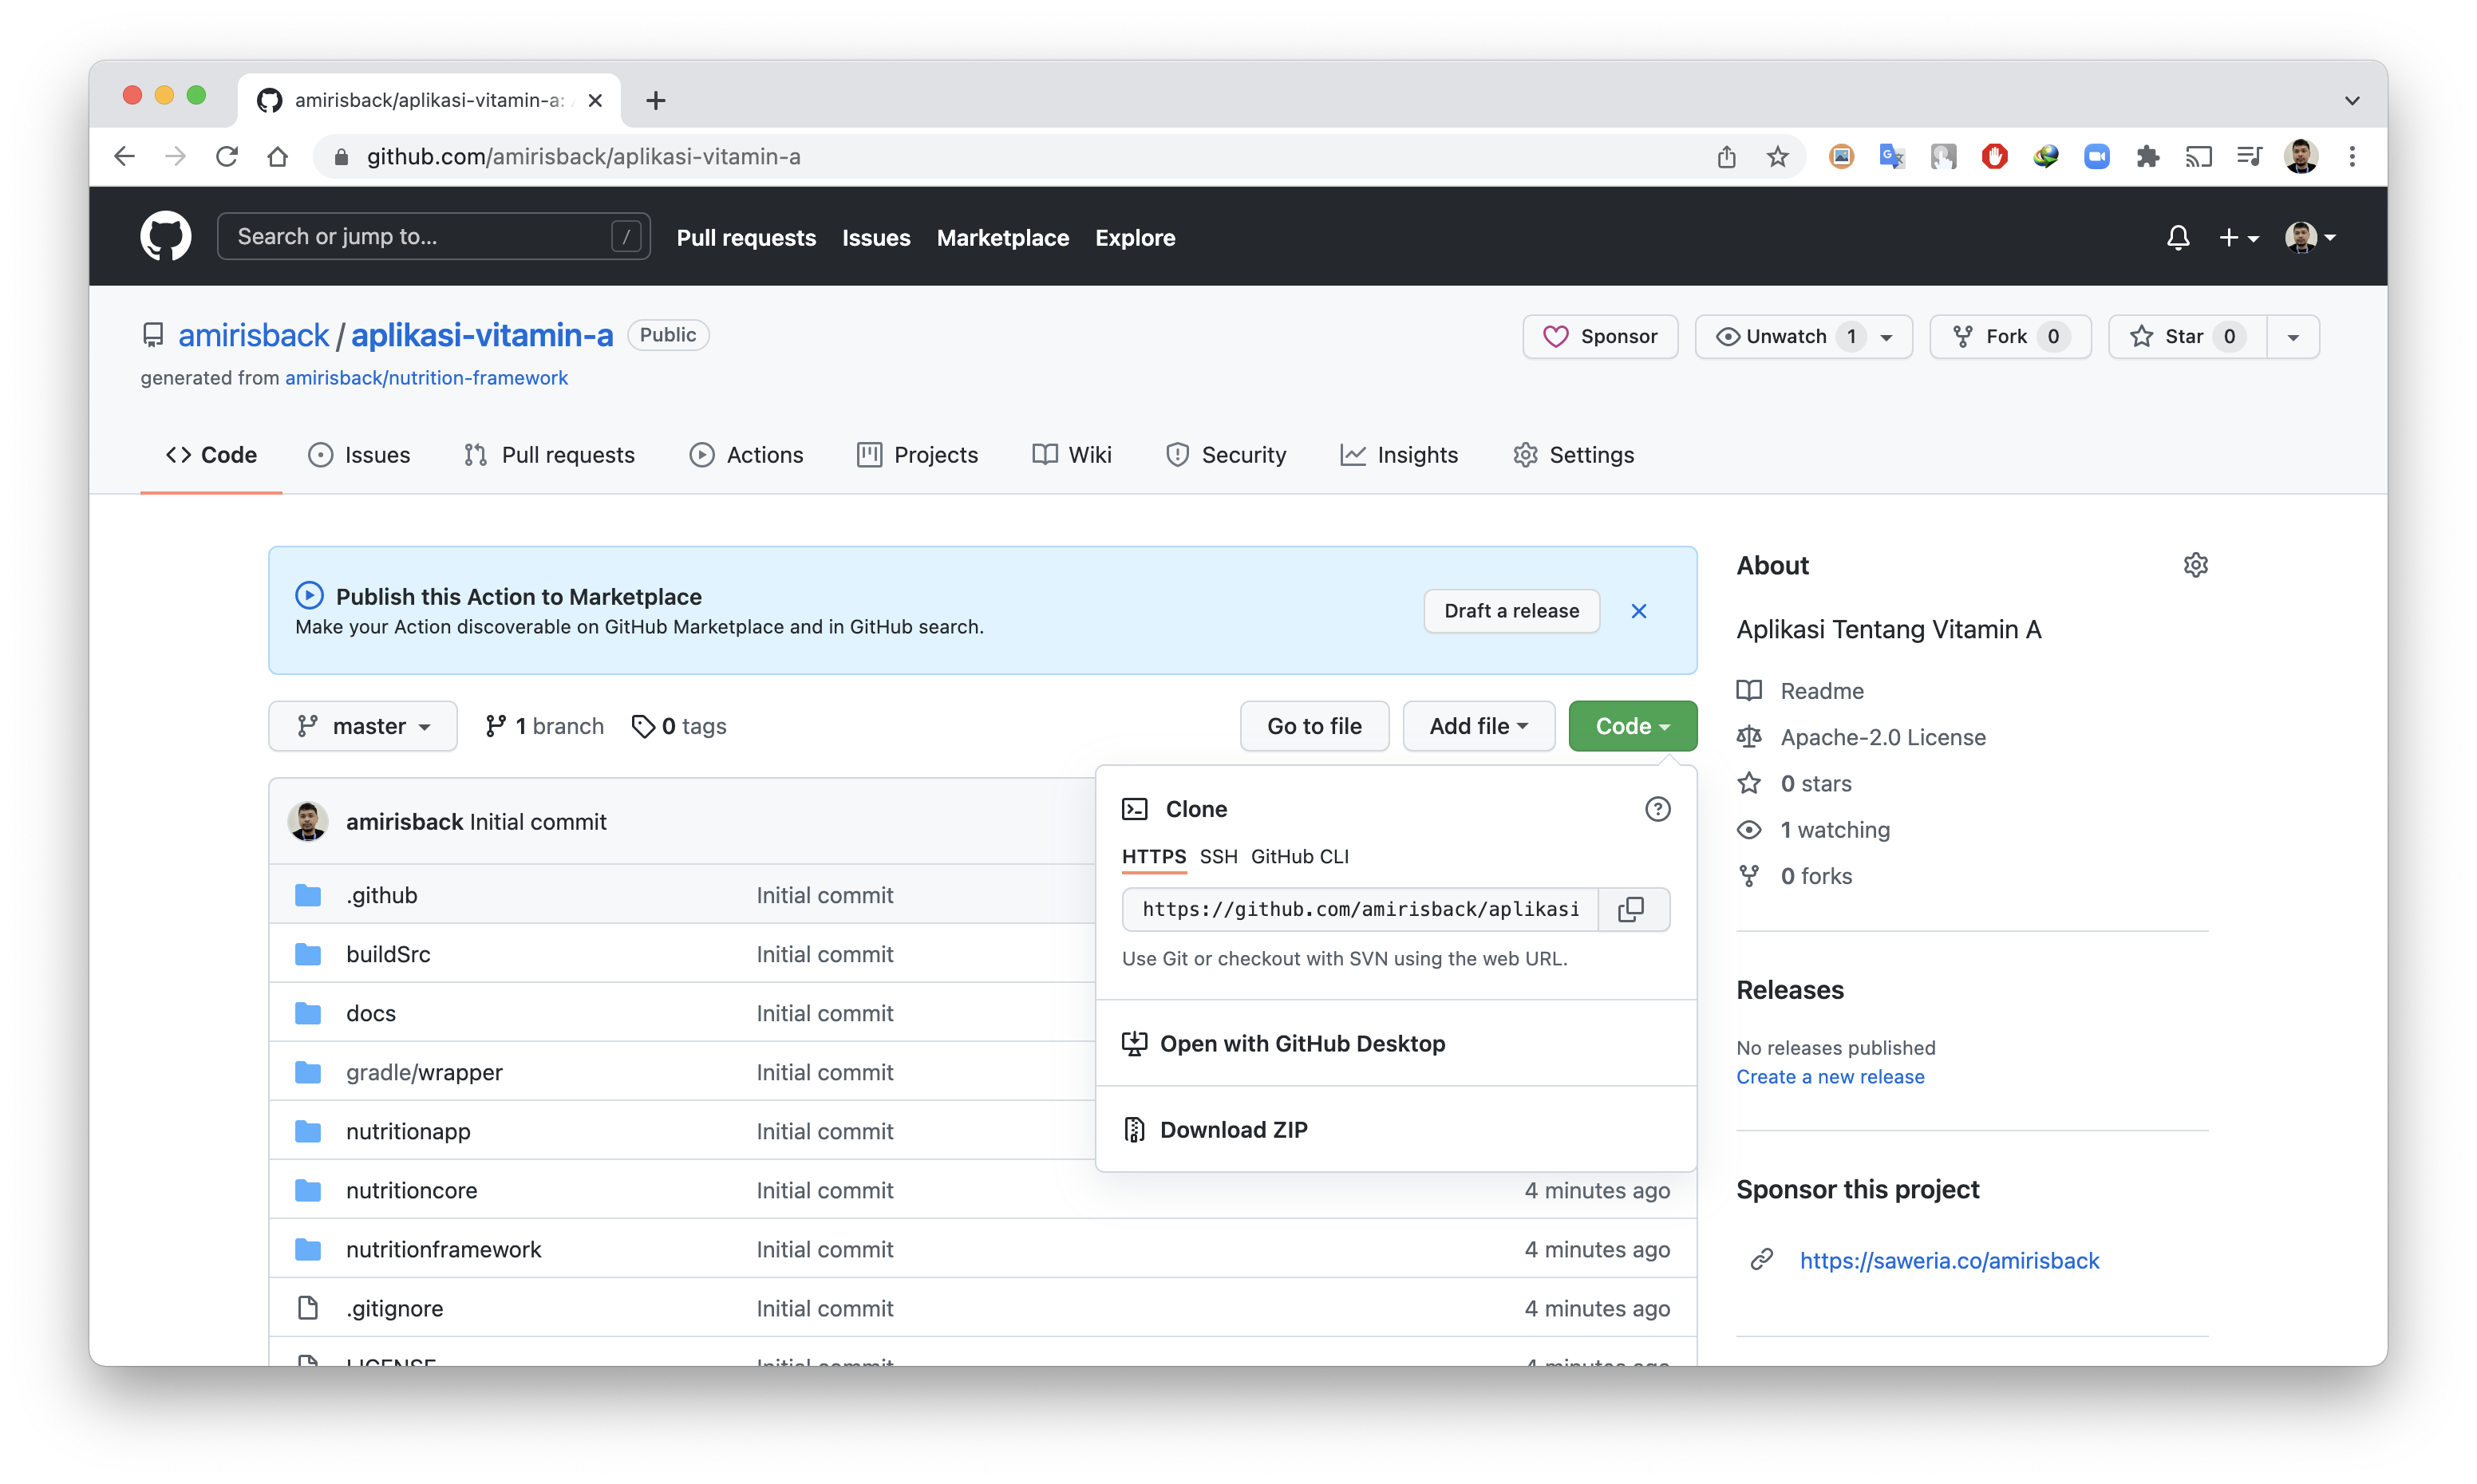 amirisback/aplikasi-vitamin-a:
github.com/amirisback/aplikasi-vitamin-a
Search or jump to... /
Pull requests Issues Marketplace Explore
amirisback / aplikasi-vitamin-a Public
Sponsor Unwatch 1 Fork 0 Star 0
generated from amirisback/nutrition-framework
<> Code Issues Pull requests Actions Projects Wiki Security Insights Settings
Publish this Action to Marketplace
Make your Action discoverable on GitHub Marketplace and in GitHub search.
Draft a release
master 1 branch 0 tags
Go to file Add file Code
amirisback Initial commit
.github Initial commit
buildSrc Initial commit
docs Initial commit
gradle/wrapper Initial commit
nutritionapp Initial commit
nutritioncore Initial commit 4 minutes ago
nutritionframework Initial commit 4 minutes ago
.gitignore Initial commit 4 minutes ago
LICENSE Initial commit 4 minutes ago
Clone
HTTPS SSH GitHub CLI
https://github.com/amirisback/aplikasi
Use Git or checkout with SVN using the web URL.
Open with GitHub Desktop
Download ZIP
About
Aplikasi Tentang Vitamin A
Readme
Apache-2.0 License
0 stars
1 watching
0 forks
Releases
No releases published
Create a new release
Sponsor this project
https://saweria.co/amirisback